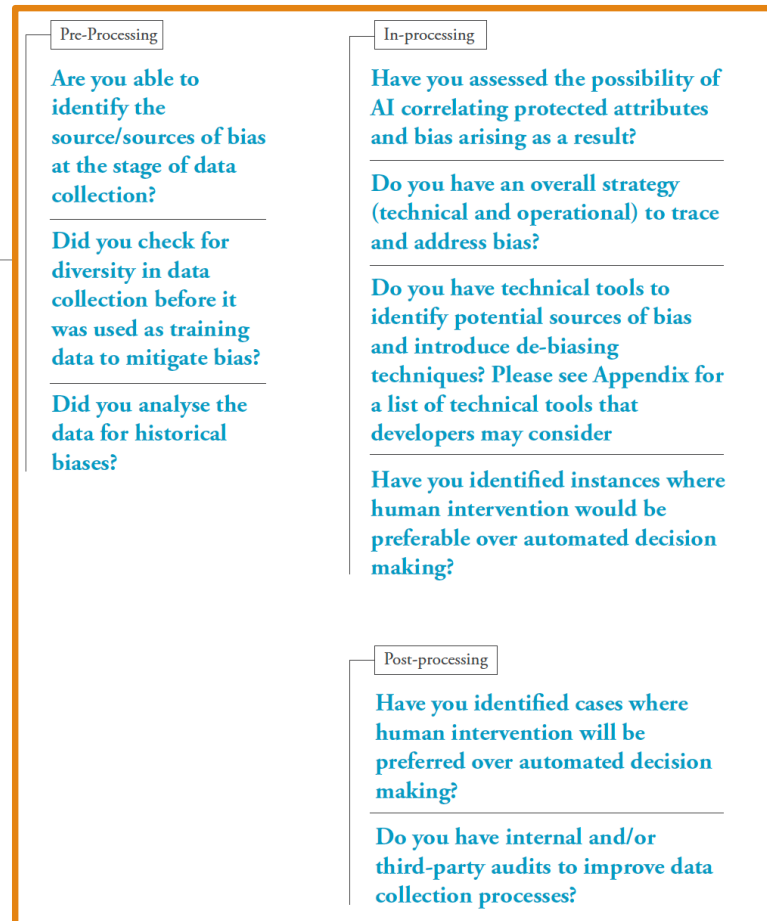 Pre-Processing
Are you able to
identify the
source/sources of bias
at the stage of data
collection?
Did you check for
diversity in data
collection before it
was used as training
data to mitigate bias?
Did you analyse the
data for historical
biases?
In-processing
Have you assessed the possibility of
AI correlating protected attributes
and bias arising as a result?
Do you have an overall strategy
(technical and operational) to trace
and address bias?
Do you have technical tools to
identify potential sources of bias
and introduce de-biasing
techniques? Please see Appendix for
a list of technical tools that
developers may consider
Have you identified instances where
human intervention would be
preferable over automated decision
making?
Post-processing
Have you identified cases where
human intervention will be
preferred over automated decision
making?
Do you have internal and/or
third-party audits to improve data
collection processes?